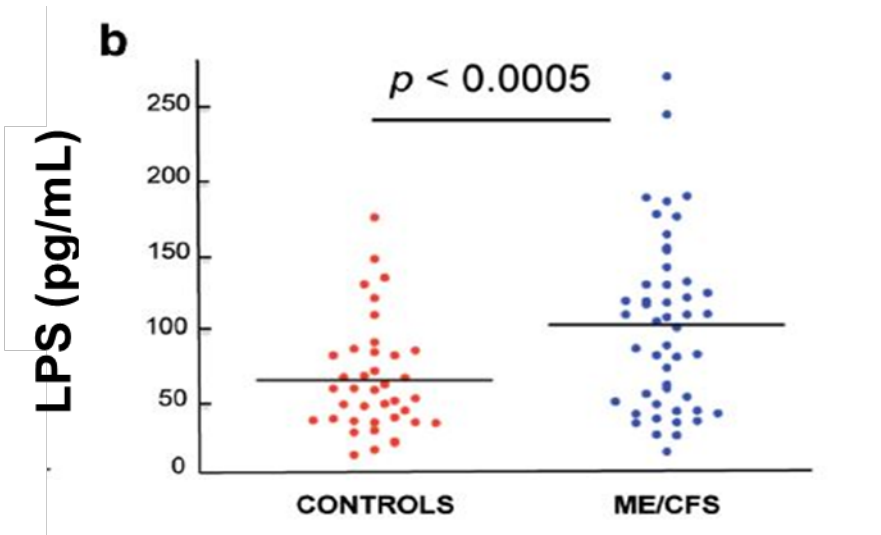 b
p < 0.0005
LPS (pg/mL)
250
200
150
100
50
0
CONTROLS
ME/CFS